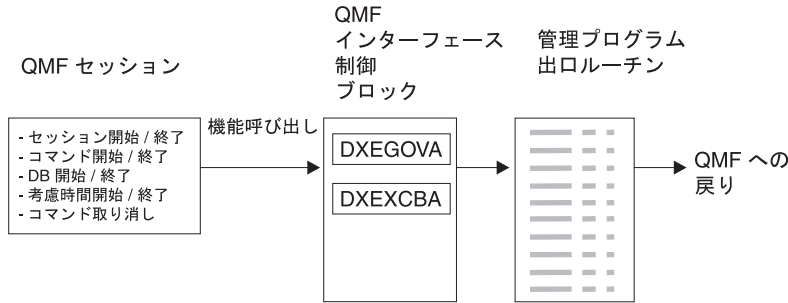 QMF セッション
- セッション開始 / 終了
- コマンド開始 / 終了
- DB 開始 / 終了
- 考慮時間開始 / 終了
- コマンド取り消し
機能呼び出し
QMF
インターフェース
制御
ブロック
DXEGOVA
DXEXCBA
管理プログラム
出口ルーチン
QMF への
戻り